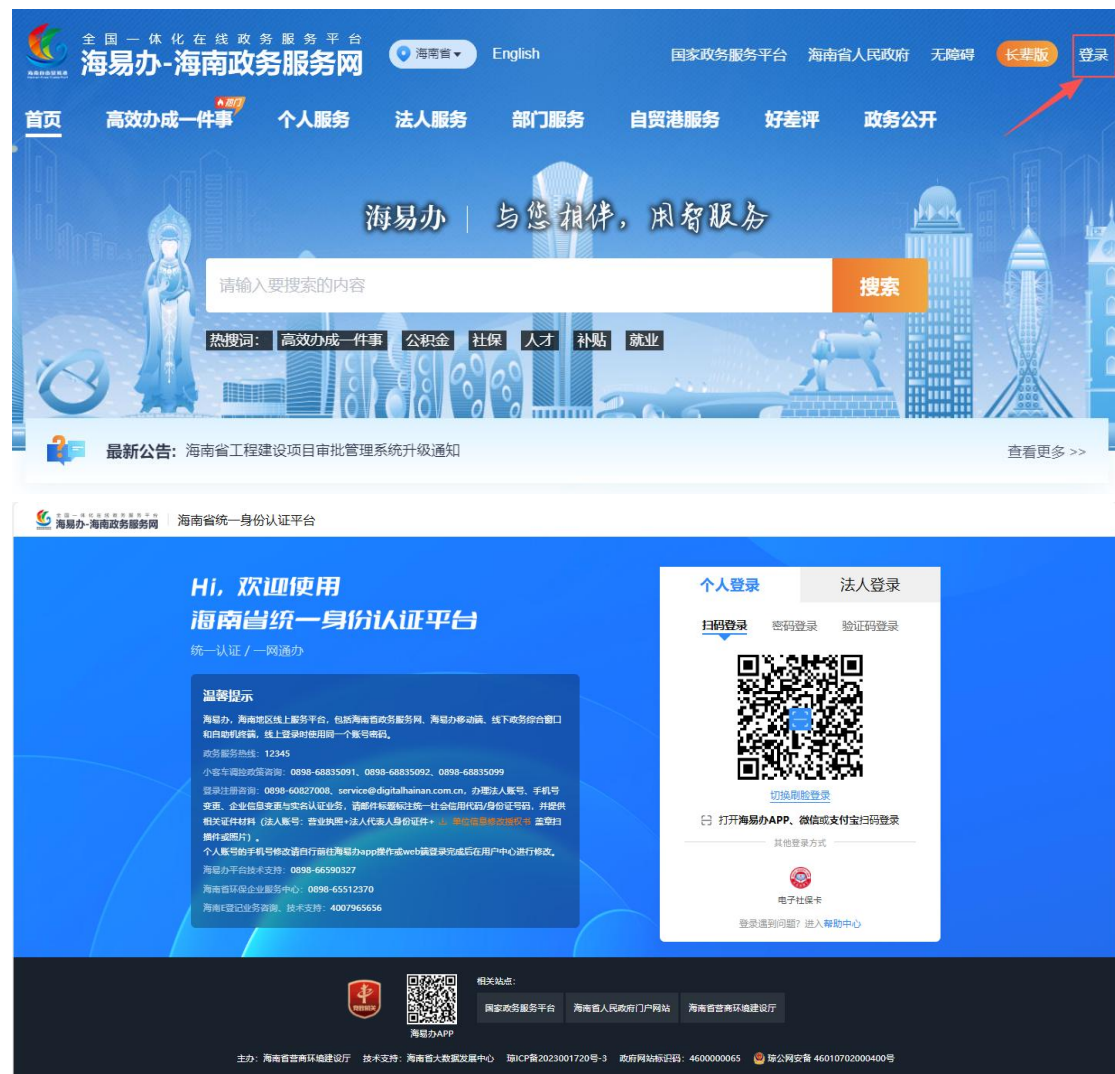 全国一体化在线政务服务平台
海易办-海南政务服务网
海南省
English
国家政务服务平台 海南省人民政府 无障碍 长辈版 登录
首页 高效办成一件事 热门 个人服务 法人服务 部门服务 自贸港服务 好差评 政务公开
海易办 | 与您相伴，用智服务
请输入要搜索的内容 搜索
热搜词： 高效办成一件事 公积金 社保 人才 补贴 就业
最新公告: 海南省工程建设项目审批管理系统升级通知 查看更多 >>
全国一体化在线政务服务平台
海易办-海南政务服务网 海南省统一身份认证平台
Hi, 欢迎使用
海南省统一身份认证平台
统一认证 / 一网通办
温馨提示
海易办，海南地区线上服务平台，包括海南省政务服务网、海易办移动端、线下政务综合窗口
和自助机终端，线上登录时使用同一个账号密码。
政务服务热线：12345
小客车调控政策咨询：0898-68835091、0898-68835092、0898-68835099
登录注册咨询：0898-60827008、service@digitalhainan.com.cn，办理法人账号、手机号
变更、企业信息变更与实名认证业务，请邮件标题标注统一社会信用代码/身份证号码，并提供
相关证件材料（法人账号：营业执照+法人代表人身份证件+ 单位信息修改授权书 盖章扫
描件或照片）。
个人账号的手机号修改请自行前往海易办app操作或web端登录完成后在用户中心进行修改。
海易办平台技术支持：0898-66590327
海南省环保企业服务中心：0898-65512370
海南E登记业务咨询、技术支持：4007965656
个人登录 法人登录
扫码登录 密码登录 验证码登录
切换刷脸登录
打开海易办APP、微信或支付宝扫码登录
其他登录方式
电子社保卡
登录遇到问题？进入帮助中心
党政机关
海易办APP
相关站点：
国家政务服务平台 海南省人民政府门户网站 海南省营商环境建设厅
主办：海南省营商环境建设厅 技术支持：海南省大数据发展中心 琼ICP备2023001720号-3 政府网站标识码：4600000065 琼公网安备 46010702000400号